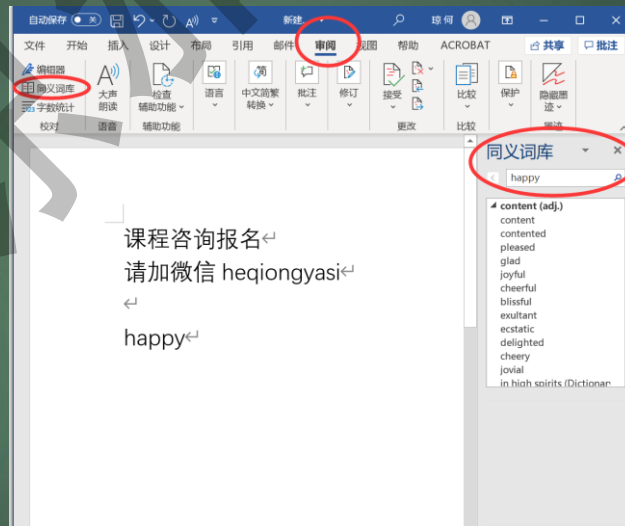 自动保存 新建... 琼 何
文件 开始 插入 设计 布局 引用 邮件 审阅 视图 帮助 ACROBAT 共享 批注
编辑器
同义词库
字数统计
校对
大声
朗读
语音
检查
辅助功能
辅助功能
语言
中文简繁
转换
批注
修订
接受
更改
比较
比较
保护
隐藏墨
迹
墨迹
同义词库
happy
content (adj.)
content
contented
pleased
glad
joyful
cheerful
blissful
exultant
ecstatic
delighted
cheery
jovial
in high spirits (Dictionar
课程咨询报名
请加微信 heqiongyasi
happy